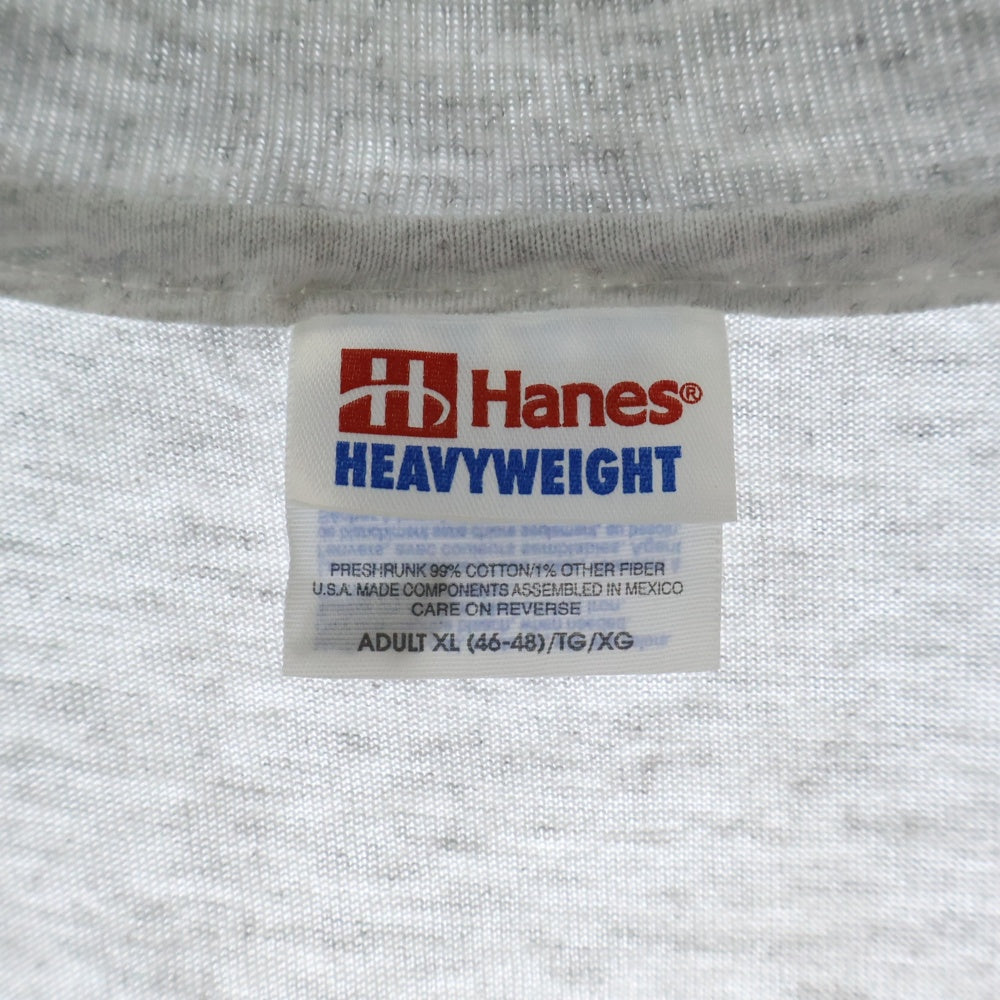 H Hanes®
HEAVYWEIGHT
PRESHRUNK 99% COTTON/1% OTHER FIBER
U.S.A. MADE COMPONENTS ASSEMBLED IN MEXICO
CARE ON REVERSE
ADULT XL (46-48)/TG/XG